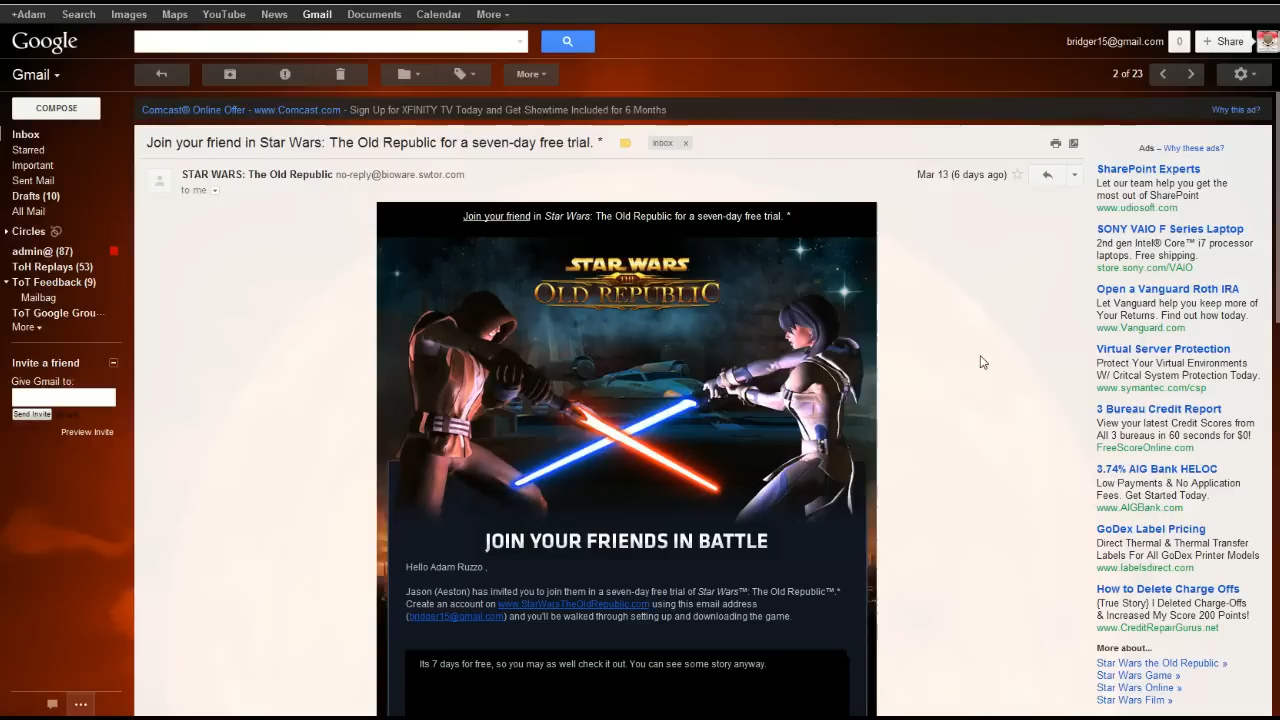 +Adam Search Images Maps YouTube News Gmail Documents Calendar More
Google
bridger15@gmail.com 0 + Share
Gmail
More
2 of 23
COMPOSE
Inbox
Starred
Important
Sent Mail
Drafts (10)
All Mail
Circles
admin@ (87)
ToH Replays (53)
ToT Feedback (9)
Mailbag
ToT Google Grou...
More
Invite a friend
Give Gmail to:
Send Invite
Preview Invite
Comcast® Online Offer - www.Comcast.com - Sign Up for XFINITY TV Today and Get Showtime Included for 6 Months
Why this ad?
Join your friend in Star Wars: The Old Republic for a seven-day free trial. *
Inbox x
STAR WARS: The Old Republic no-reply@bioware.swtor.com
Mar 13 (6 days ago)
to me
Join your friend in Star Wars: The Old Republic for a seven-day free trial. *
STAR WARS
THE
OLD REPUBLIC
JOIN YOUR FRIENDS IN BATTLE
Hello Adam Ruzzo ,
Jason (Aeston) has invited you to join them in a seven-day free trial of Star Wars™: The Old Republic™.*
Create an account on www.StarWarsTheOldRepublic.com using this email address
(bridger15@gmail.com) and you'll be walked through setting up and downloading the game.
Its 7 days for free, so you may as well check it out. You can see some story anyway.
Ads – Why these ads?
SharePoint Experts
Let our team help you get the
most out of SharePoint
www.udiosoft.com
SONY VAIO F Series Laptop
2nd gen Intel® Core™ i7 processor
laptops. Free shipping.
store.sony.com/VAIO
Open a Vanguard Roth IRA
Let Vanguard help you keep more of
Your Returns. Find out how today.
www.Vanguard.com
Virtual Server Protection
Protect Your Virtual Environments
W/ Critcal System Protection Today.
www.symantec.com/csp
3 Bureau Credit Report
View your latest Credit Scores from
All 3 bureaus in 60 seconds for $0!
FreeScoreOnline.com
3.74% AIG Bank HELOC
Low Payments & No Application
Fees. Get Started Today.
www.AIGBank.com
GoDex Label Pricing
Direct Thermal & Thermal Transfer
Labels For All GoDex Printer Models
www.labelsdirect.com
How to Delete Charge Offs
{True Story} I Deleted Charge-Offs
& Increased My Score 200 Points!
www.CreditRepairGurus.net
More about...
Star Wars the Old Republic »
Star Wars Game »
Star Wars Online »
Star Wars Film »